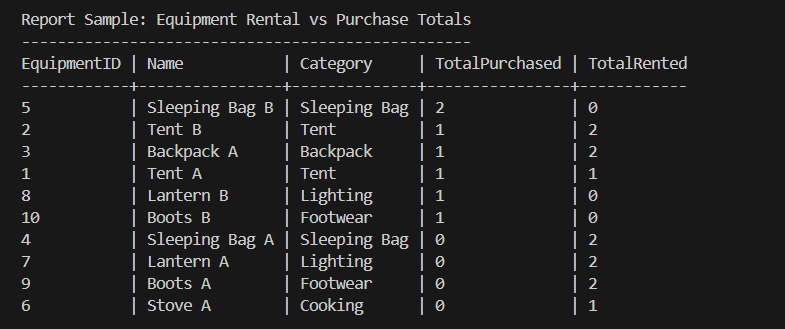 Report Sample: Equipment Rental vs Purchase Totals
--------------------------------------------------
EquipmentID | Name           | Category     | TotalPurchased | TotalRented
------------+----------------+--------------+----------------+------------
5           | Sleeping Bag B | Sleeping Bag | 2              | 0
2           | Tent B         | Tent         | 1              | 2
3           | Backpack A     | Backpack     | 1              | 2
1           | Tent A         | Tent         | 1              | 1
8           | Lantern B      | Lighting     | 1              | 0
10          | Boots B        | Footwear     | 1              | 0
4           | Sleeping Bag A | Sleeping Bag | 0              | 2
7           | Lantern A      | Lighting     | 0              | 2
9           | Boots A        | Footwear     | 0              | 2
6           | Stove A        | Cooking      | 0              | 1